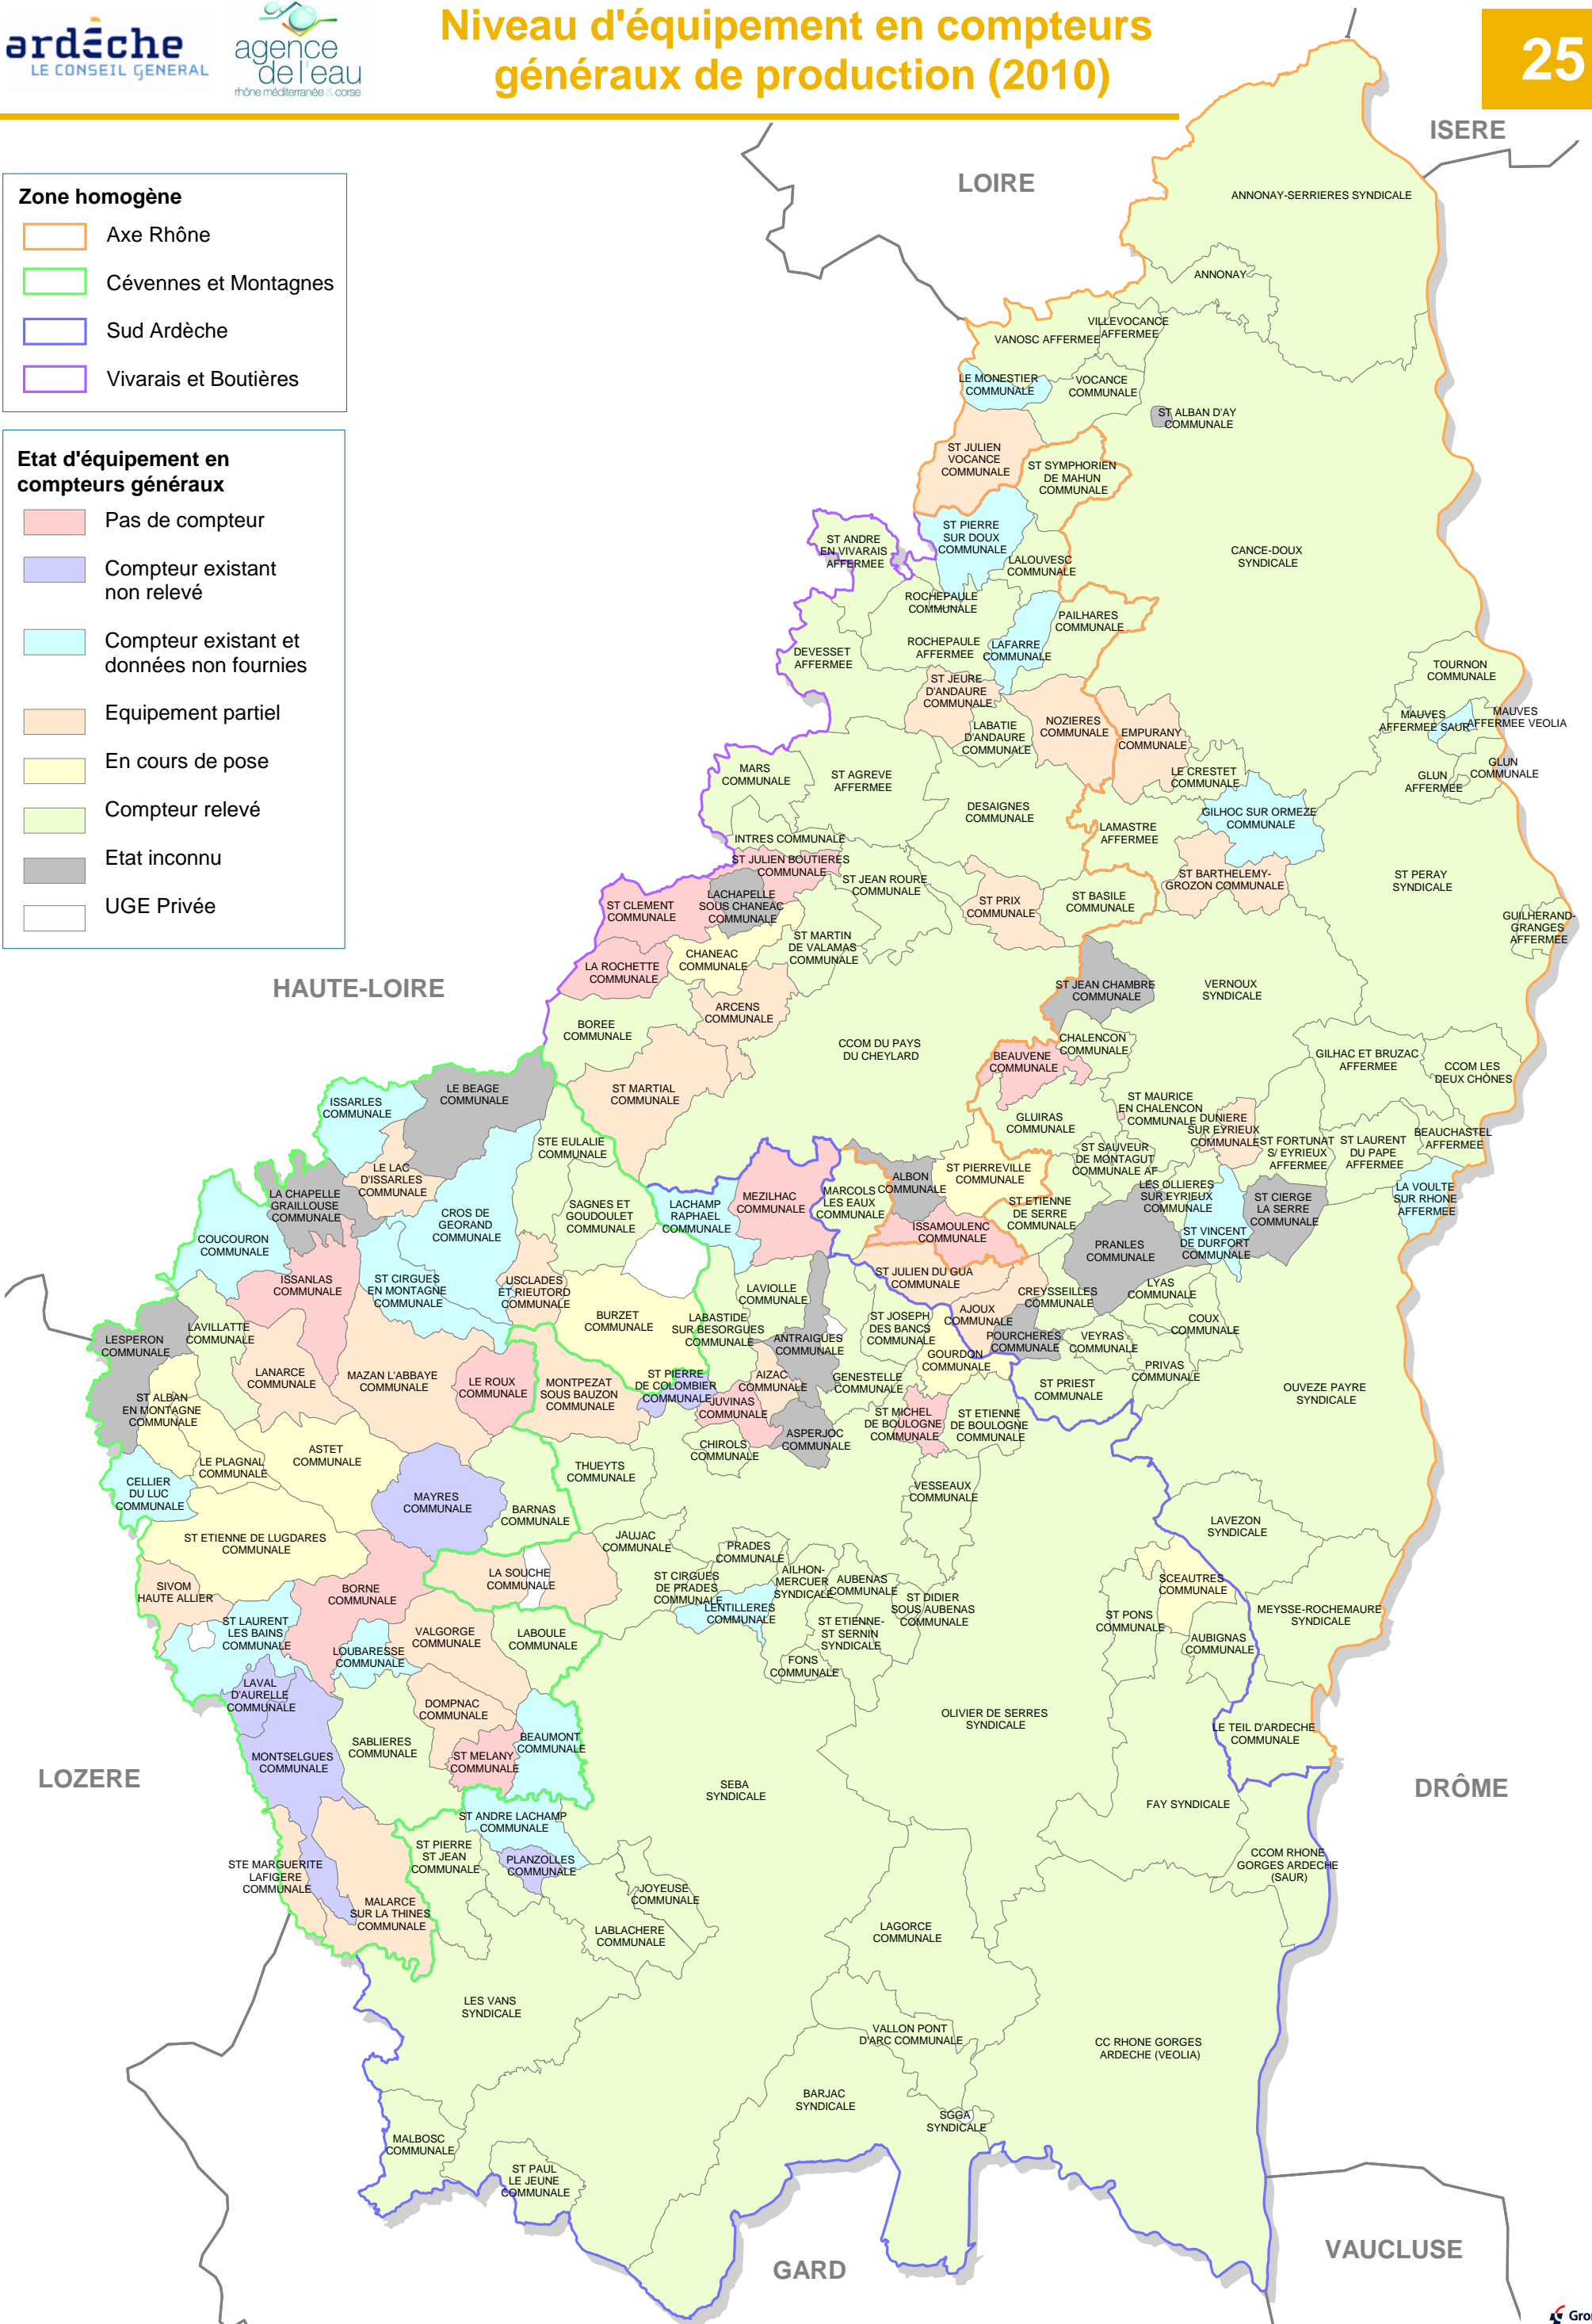 ardèche
LE CONSEIL GENERAL
agence
de l'eau
rhône méditerranée & corse
Niveau d'équipement en compteurs
généraux de production (2010)
25
Zone homogène
Axe Rhône
Cévennes et Montagnes
Sud Ardèche
Vivarais et Boutières
Etat d'équipement en
compteurs généraux
Pas de compteur
Compteur existant
non relevé
Compteur existant et
données non fournies
Equipement partiel
En cours de pose
Compteur relevé
Etat inconnu
UGE Privée
ISERE
LOIRE
HAUTE-LOIRE
LOZERE
DRÔME
GARD
VAUCLUSE
ANNONAY-SERRIERES SYNDICALE
ANNONAY
VILLEVOCANCE
AFFERMEE
VANOSC AFFERMEE
LE MONESTIER
COMMUNALE
VOCANCE
COMMUNALE
ST ALBAN D'AY
COMMUNALE
ST JULIEN
VOCANCE
COMMUNALE
ST SYMPHORIEN
DE MAHUN
COMMUNALE
ST PIERRE
SUR DOUX
COMMUNALE
ST ANDRE
EN VIVARAIS
AFFERMEE
LALOUVESC
COMMUNALE
CANCE-DOUX
SYNDICALE
ROCHEPAULE
COMMUNALE
PAILHARES
COMMUNALE
ROCHEPAULE
AFFERMEE
LAFARRE
COMMUNALE
DEVESSET
AFFERMEE
TOURNON
COMMUNALE
ST JEURE
D'ANDAURE
COMMUNALE
NOZIERES
COMMUNALE
LABATIE
D'ANDAURE
COMMUNALE
EMPURANY
COMMUNALE
MAUVES
AFFERMEE SAUR
MAUVES
AFFERMEE VEOLIA
MARS
COMMUNALE
ST AGREVE
AFFERMEE
LE CRESTET
COMMUNALE
GLUN
AFFERMEE
GLUN
COMMUNALE
DESAIGNES
COMMUNALE
GILHOC SUR ORMEZE
COMMUNALE
LAMASTRE
AFFERMEE
INTRES COMMUNALE
ST JULIEN BOUTIERES
COMMUNALE
ST JEAN ROURE
COMMUNALE
ST BARTHELEMY-
GROZON COMMUNALE
ST PERAY
SYNDICALE
ST CLEMENT
COMMUNALE
LACHAPELLE
SOUS CHANEAC
COMMUNALE
ST PRIX
COMMUNALE
ST BASILE
COMMUNALE
GUILHERAND-
GRANGES
AFFERMEE
ST MARTIN
DE VALAMAS
COMMUNALE
CHANEAC
COMMUNALE
LA ROCHETTE
COMMUNALE
ST JEAN CHAMBRE
COMMUNALE
VERNOUX
SYNDICALE
ARCENS
COMMUNALE
BOREE
COMMUNALE
CCOM DU PAYS
DU CHEYLARD
CHALENCON
COMMUNALE
BEAUVENE
COMMUNALE
GILHAC ET BRUZAC
AFFERMEE
CCOM LES
DEUX CHÒNES
LE BEAGE
COMMUNALE
ST MARTIAL
COMMUNALE
ISSARLES
COMMUNALE
ST MAURICE
EN CHALENCON
COMMUNALE
GLUIRAS
COMMUNALE
DUNIERE
SUR EYRIEUX
COMMUNALE
ST FORTUNAT
S/ EYRIEUX
AFFERMEE
ST LAURENT
DU PAPE
AFFERMEE
BEAUCHASTEL
AFFERMEE
STE EULALIE
COMMUNALE
ST SAUVEUR
DE MONTAGUT
COMMUNALE AF
LE LAC
D'ISSARLES
COMMUNALE
ST PIERREVILLE
COMMUNALE
ALBON
COMMUNALE
MARCOLS
LES EAUX
COMMUNALE
MEZILHAC
COMMUNALE
LACHAMP
RAPHAEL
COMMUNALE
SAGNES ET
GOUDOULET
COMMUNALE
LA CHAPELLE
GRAILLOUSE
COMMUNALE
CROS DE
GEORAND
COMMUNALE
LES OLLIERES
SUR EYRIEUX
COMMUNALE
ST CIERGE
LA SERRE
COMMUNALE
LA VOULTE
SUR RHONE
AFFERMEE
ST ETIENNE
DE SERRE
COMMUNALE
ISSAMOULENC
COMMUNALE
COUCOURON
COMMUNALE
ST VINCENT
DE DURFORT
COMMUNALE
PRANLES
COMMUNALE
ISSANLAS
COMMUNALE
ST CIRGUES
EN MONTAGNE
COMMUNALE
USCLADES
ET RIEUTORD
COMMUNALE
ST JULIEN DU GUA
COMMUNALE
CREYSSEILLES
COMMUNALE
LYAS
COMMUNALE
LAVIOLLE
COMMUNALE
BURZET
COMMUNALE
LABASTIDE
SUR BESORGUES
COMMUNALE
ST JOSEPH
DES BANCS
COMMUNALE
AJOUX
COMMUNALE
COUX
COMMUNALE
LAVILLATTE
COMMUNALE
LESPERON
COMMUNALE
ANTRAIGUES
COMMUNALE
POURCHERES
COMMUNALE
VEYRAS
COMMUNALE
GOURDON
COMMUNALE
PRIVAS
COMMUNALE
LANARCE
COMMUNALE
MAZAN L'ABBAYE
COMMUNALE
LE ROUX
COMMUNALE
MONTPEZAT
SOUS BAUZON
COMMUNALE
ST PIERRE
DE COLOMBIER
COMMUNALE
AIZAC
COMMUNALE
GENESTELLE
COMMUNALE
ST PRIEST
COMMUNALE
OUVEZE PAYRE
SYNDICALE
ST ALBAN
EN MONTAGNE
COMMUNALE
JUVINAS
COMMUNALE
ST MICHEL
DE BOULOGNE
COMMUNALE
ST ETIENNE
DE BOULOGNE
COMMUNALE
ASPERJOC
COMMUNALE
CHIROLS
COMMUNALE
ASTET
COMMUNALE
LE PLAGNAL
COMMUNALE
THUEYTS
COMMUNALE
CELLIER
DU LUC
COMMUNALE
MAYRES
COMMUNALE
VESSEAUX
COMMUNALE
BARNAS
COMMUNALE
LAVEZON
SYNDICALE
ST ETIENNE DE LUGDARES
COMMUNALE
JAUJAC
COMMUNALE
PRADES
COMMUNALE
LA SOUCHE
COMMUNALE
ST CIRGUES
DE PRADES
COMMUNALE
AILHON-
MERCUER
SYNDICALE
AUBENAS
COMMUNALE
SCEAUTRES
COMMUNALE
SIVOM
HAUTE ALLIER
BORNE
COMMUNALE
ST DIDIER
SOUS AUBENAS
COMMUNALE
LENTILLERES
COMMUNALE
MEYSSE-ROCHEMAURE
SYNDICALE
ST LAURENT
LES BAINS
COMMUNALE
VALGORGE
COMMUNALE
LABOULE
COMMUNALE
ST ETIENNE-
ST SERNIN
SYNDICALE
ST PONS
COMMUNALE
AUBIGNAS
COMMUNALE
LOUBARESSE
COMMUNALE
FONS
COMMUNALE
LAVAL
D'AURELLE
COMMUNALE
DOMPNAC
COMMUNALE
OLIVIER DE SERRES
SYNDICALE
LE TEIL D'ARDECHE
COMMUNALE
SABLIERES
COMMUNALE
BEAUMONT
COMMUNALE
MONTSELGUES
COMMUNALE
ST MELANY
COMMUNALE
SEBA
SYNDICALE
FAY SYNDICALE
ST ANDRE LACHAMP
COMMUNALE
ST PIERRE
ST JEAN
COMMUNALE
CCOM RHONE
GORGES ARDECHE
(SAUR)
STE MARGUERITE
LAFIGERE
COMMUNALE
PLANZOLLES
COMMUNALE
JOYEUSE
COMMUNALE
MALARCE
SUR LA THINES
COMMUNALE
LABLACHERE
COMMUNALE
LAGORCE
COMMUNALE
LES VANS
SYNDICALE
VALLON PONT
D'ARC COMMUNALE
CC RHONE GORGES
ARDECHE (VEOLIA)
BARJAC
SYNDICALE
SGGA
SYNDICALE
MALBOSC
COMMUNALE
ST PAUL
LE JEUNE
COMMUNALE